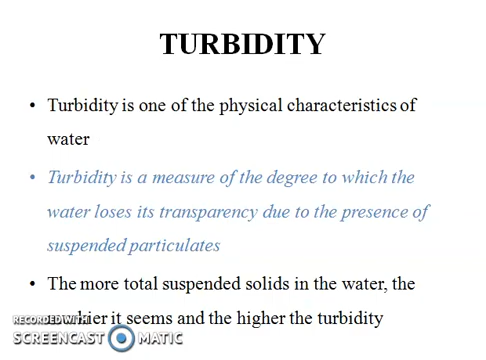 TURBIDITY
• Turbidity is one of the physical characteristics of
water
• Turbidity is a measure of the degree to which the
water loses its transparency due to the presence of
suspended particulates
• The more total suspended solids in the water, the
it seems and the higher the turbidity
RECORDED WITH
SCREENCAST MATIC